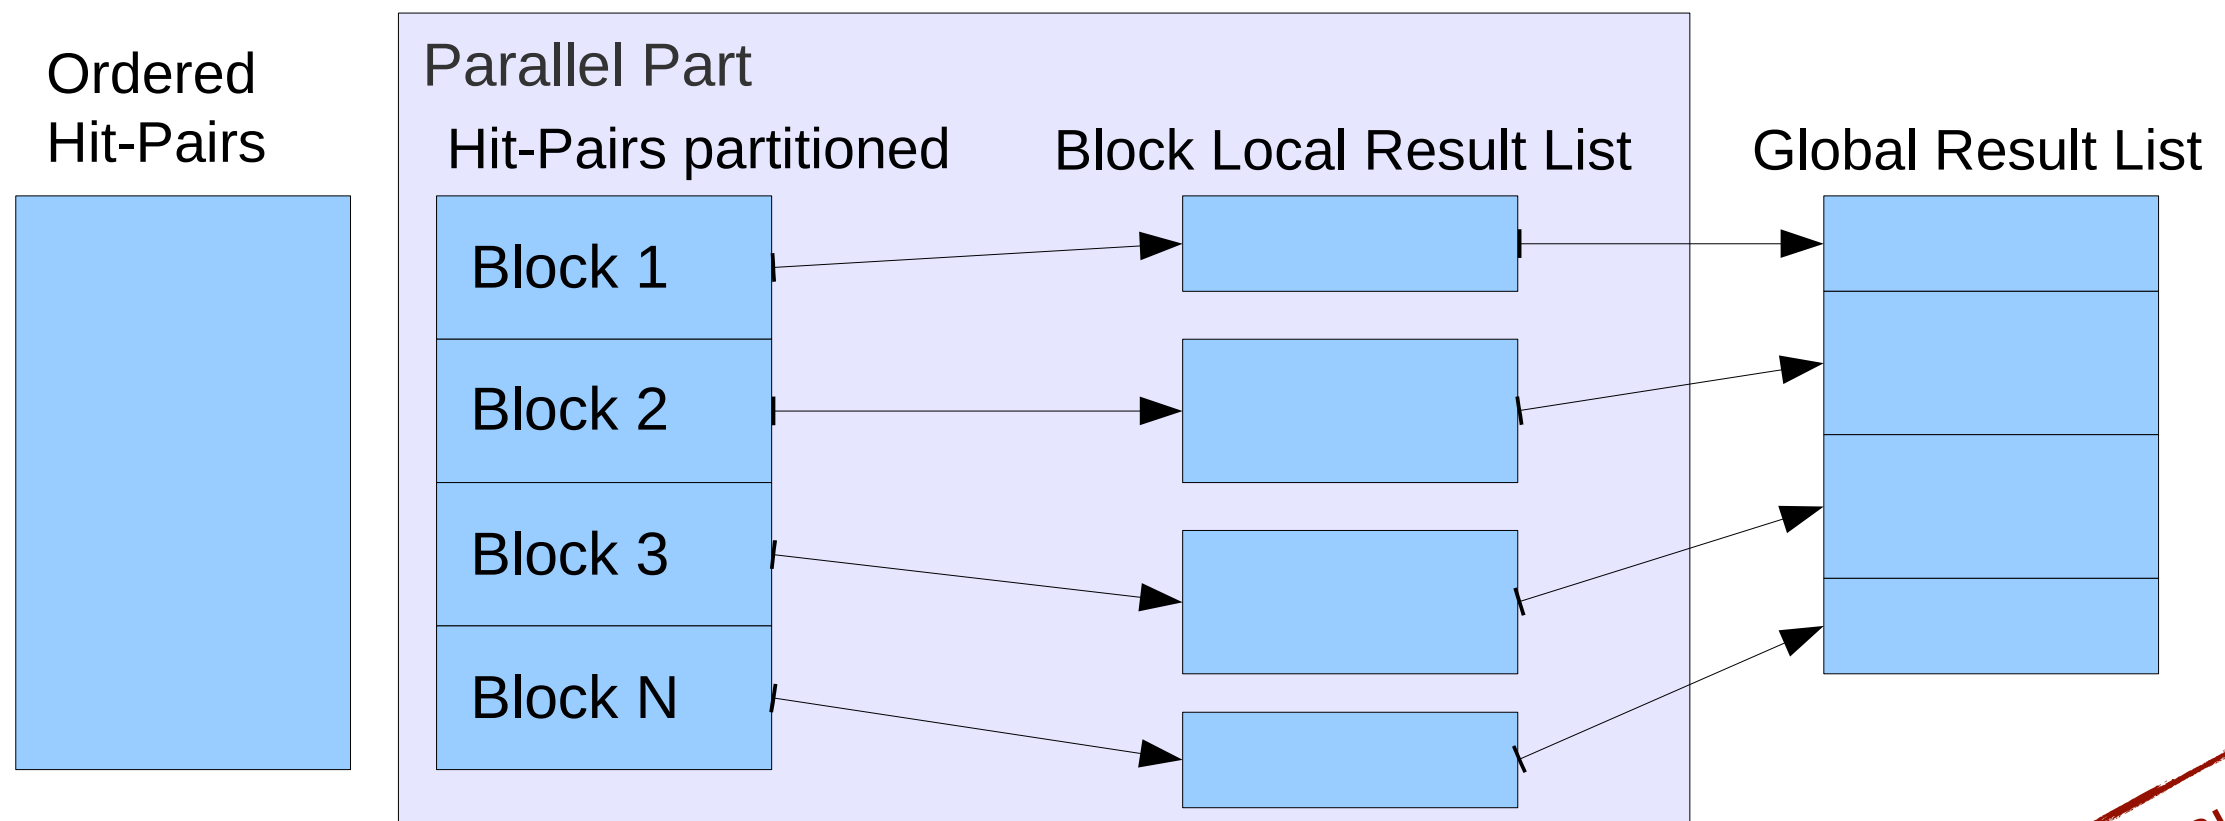 Ordered
Hit-Pairs
Parallel Part
Hit-Pairs partitioned
Block Local Result List
Global Result List
Block 1
Block 2
Block 3
Block N